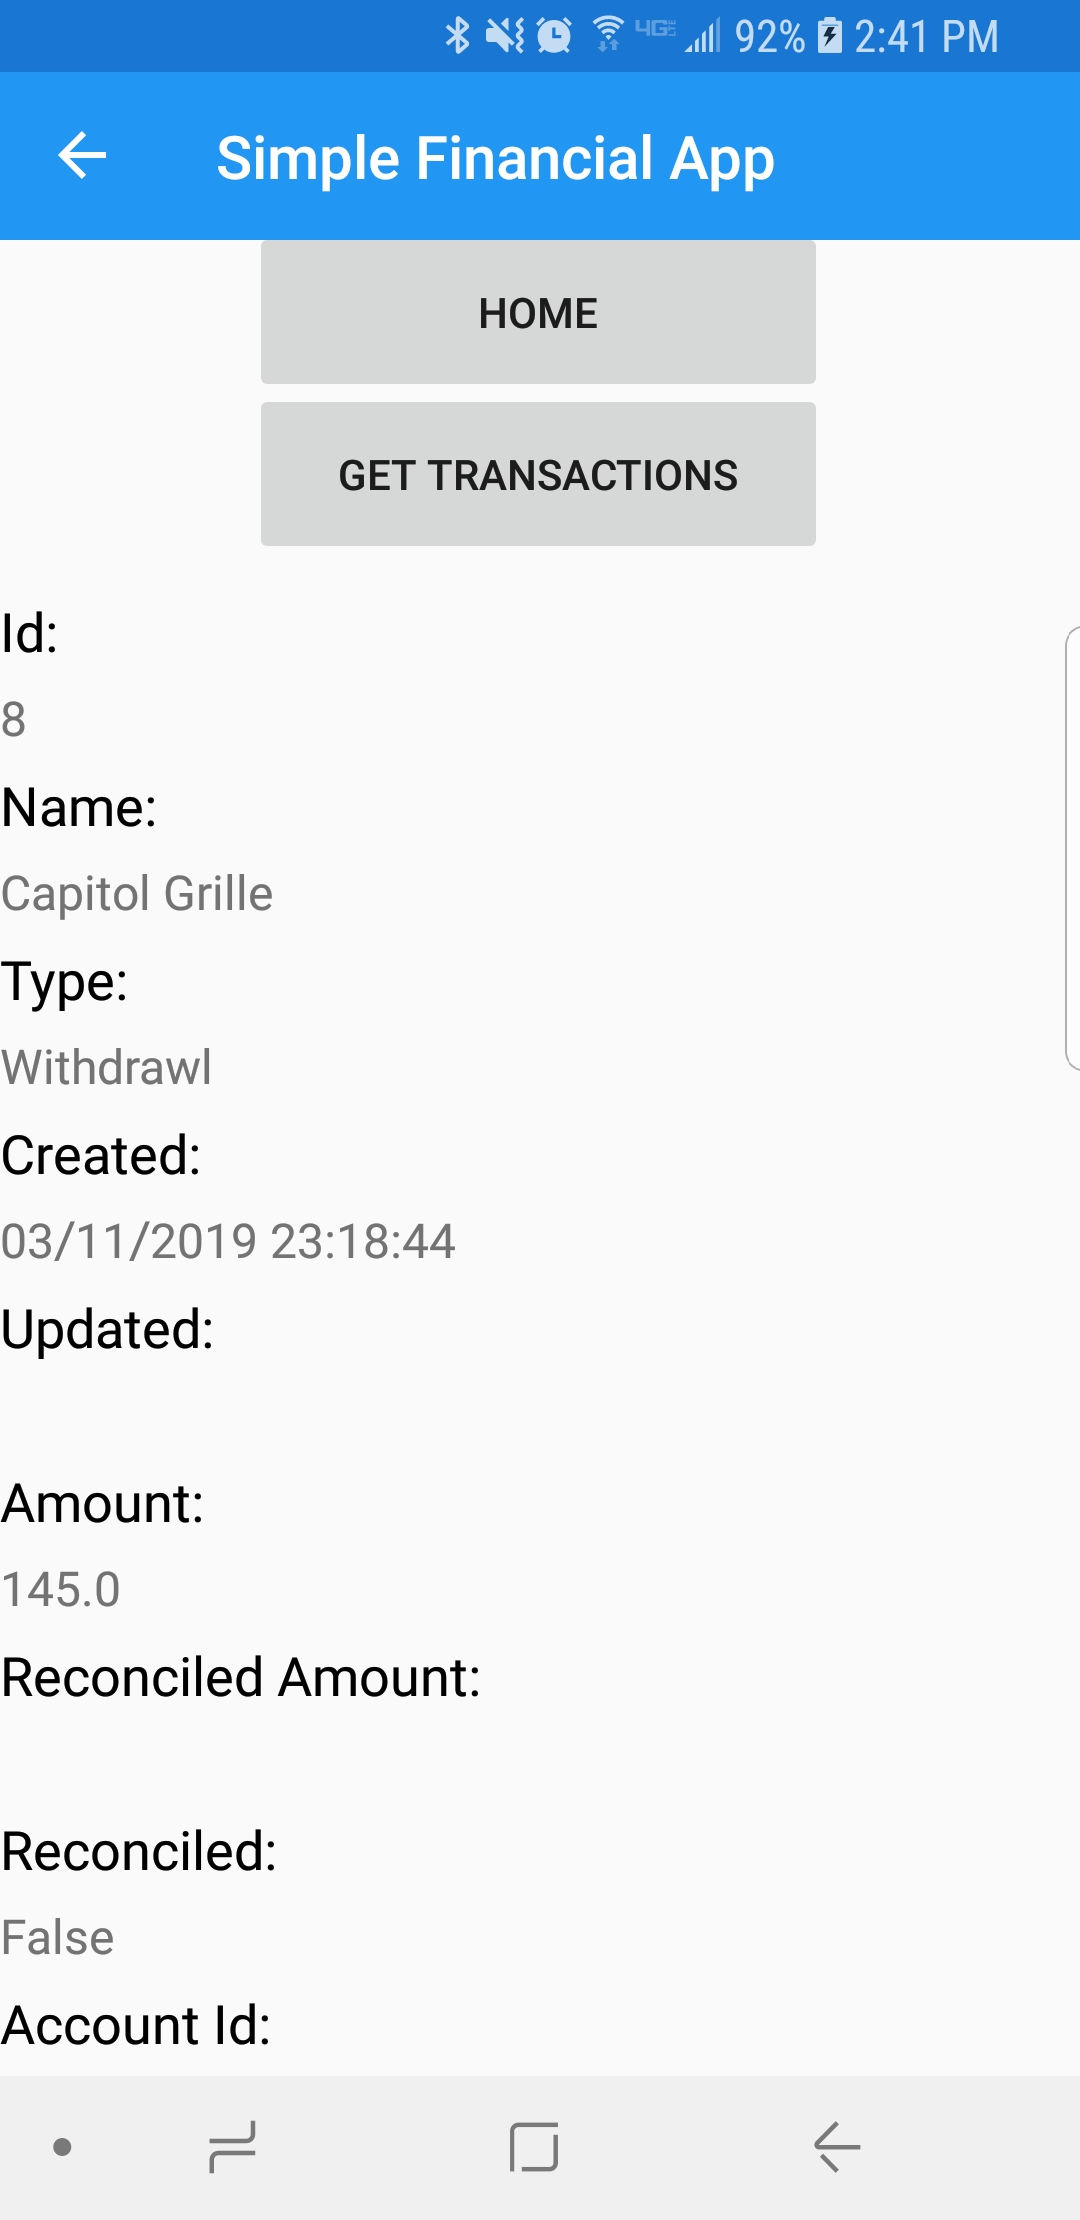 4GE 92% 2:41 PM
Simple Financial App
HOME
GET TRANSACTIONS
Id:
8
Name:
Capitol Grille
Type:
Withdrawl
Created:
03/11/2019 23:18:44
Updated:
Amount:
145.0
Reconciled Amount:
Reconciled:
False
Account Id: